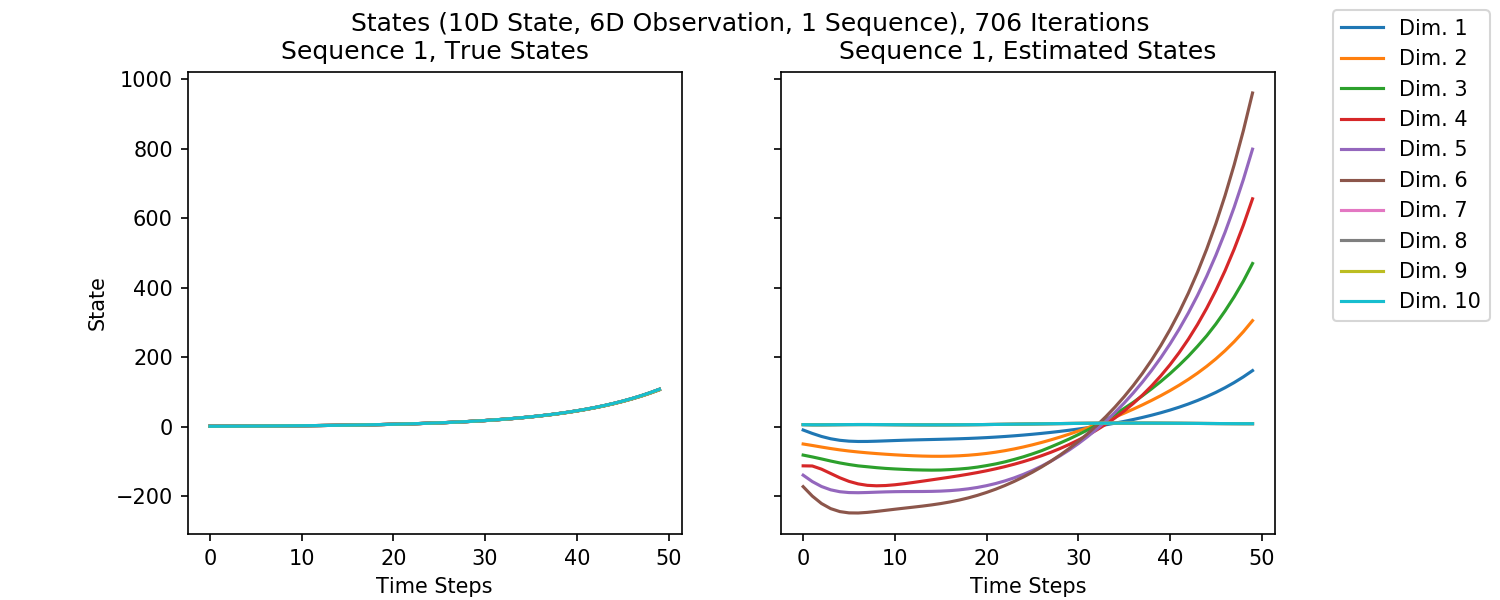 States (10D State, 6D Observation, 1 Sequence), 706 Iterations
Sequence 1, True States
Sequence 1, Estimated States
1000
800
600
400
200
0
−200
State
0 10 20 30 40 50
Time Steps
0 10 20 30 40 50
Time Steps
Dim. 1
Dim. 2
Dim. 3
Dim. 4
Dim. 5
Dim. 6
Dim. 7
Dim. 8
Dim. 9
Dim. 10